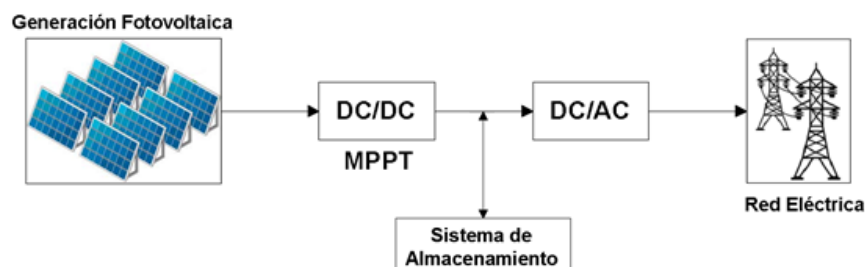 Generación Fotovoltaica
DC/DC
DC/AC
MPPT
Red Eléctrica
Sistema de
Almacenamiento